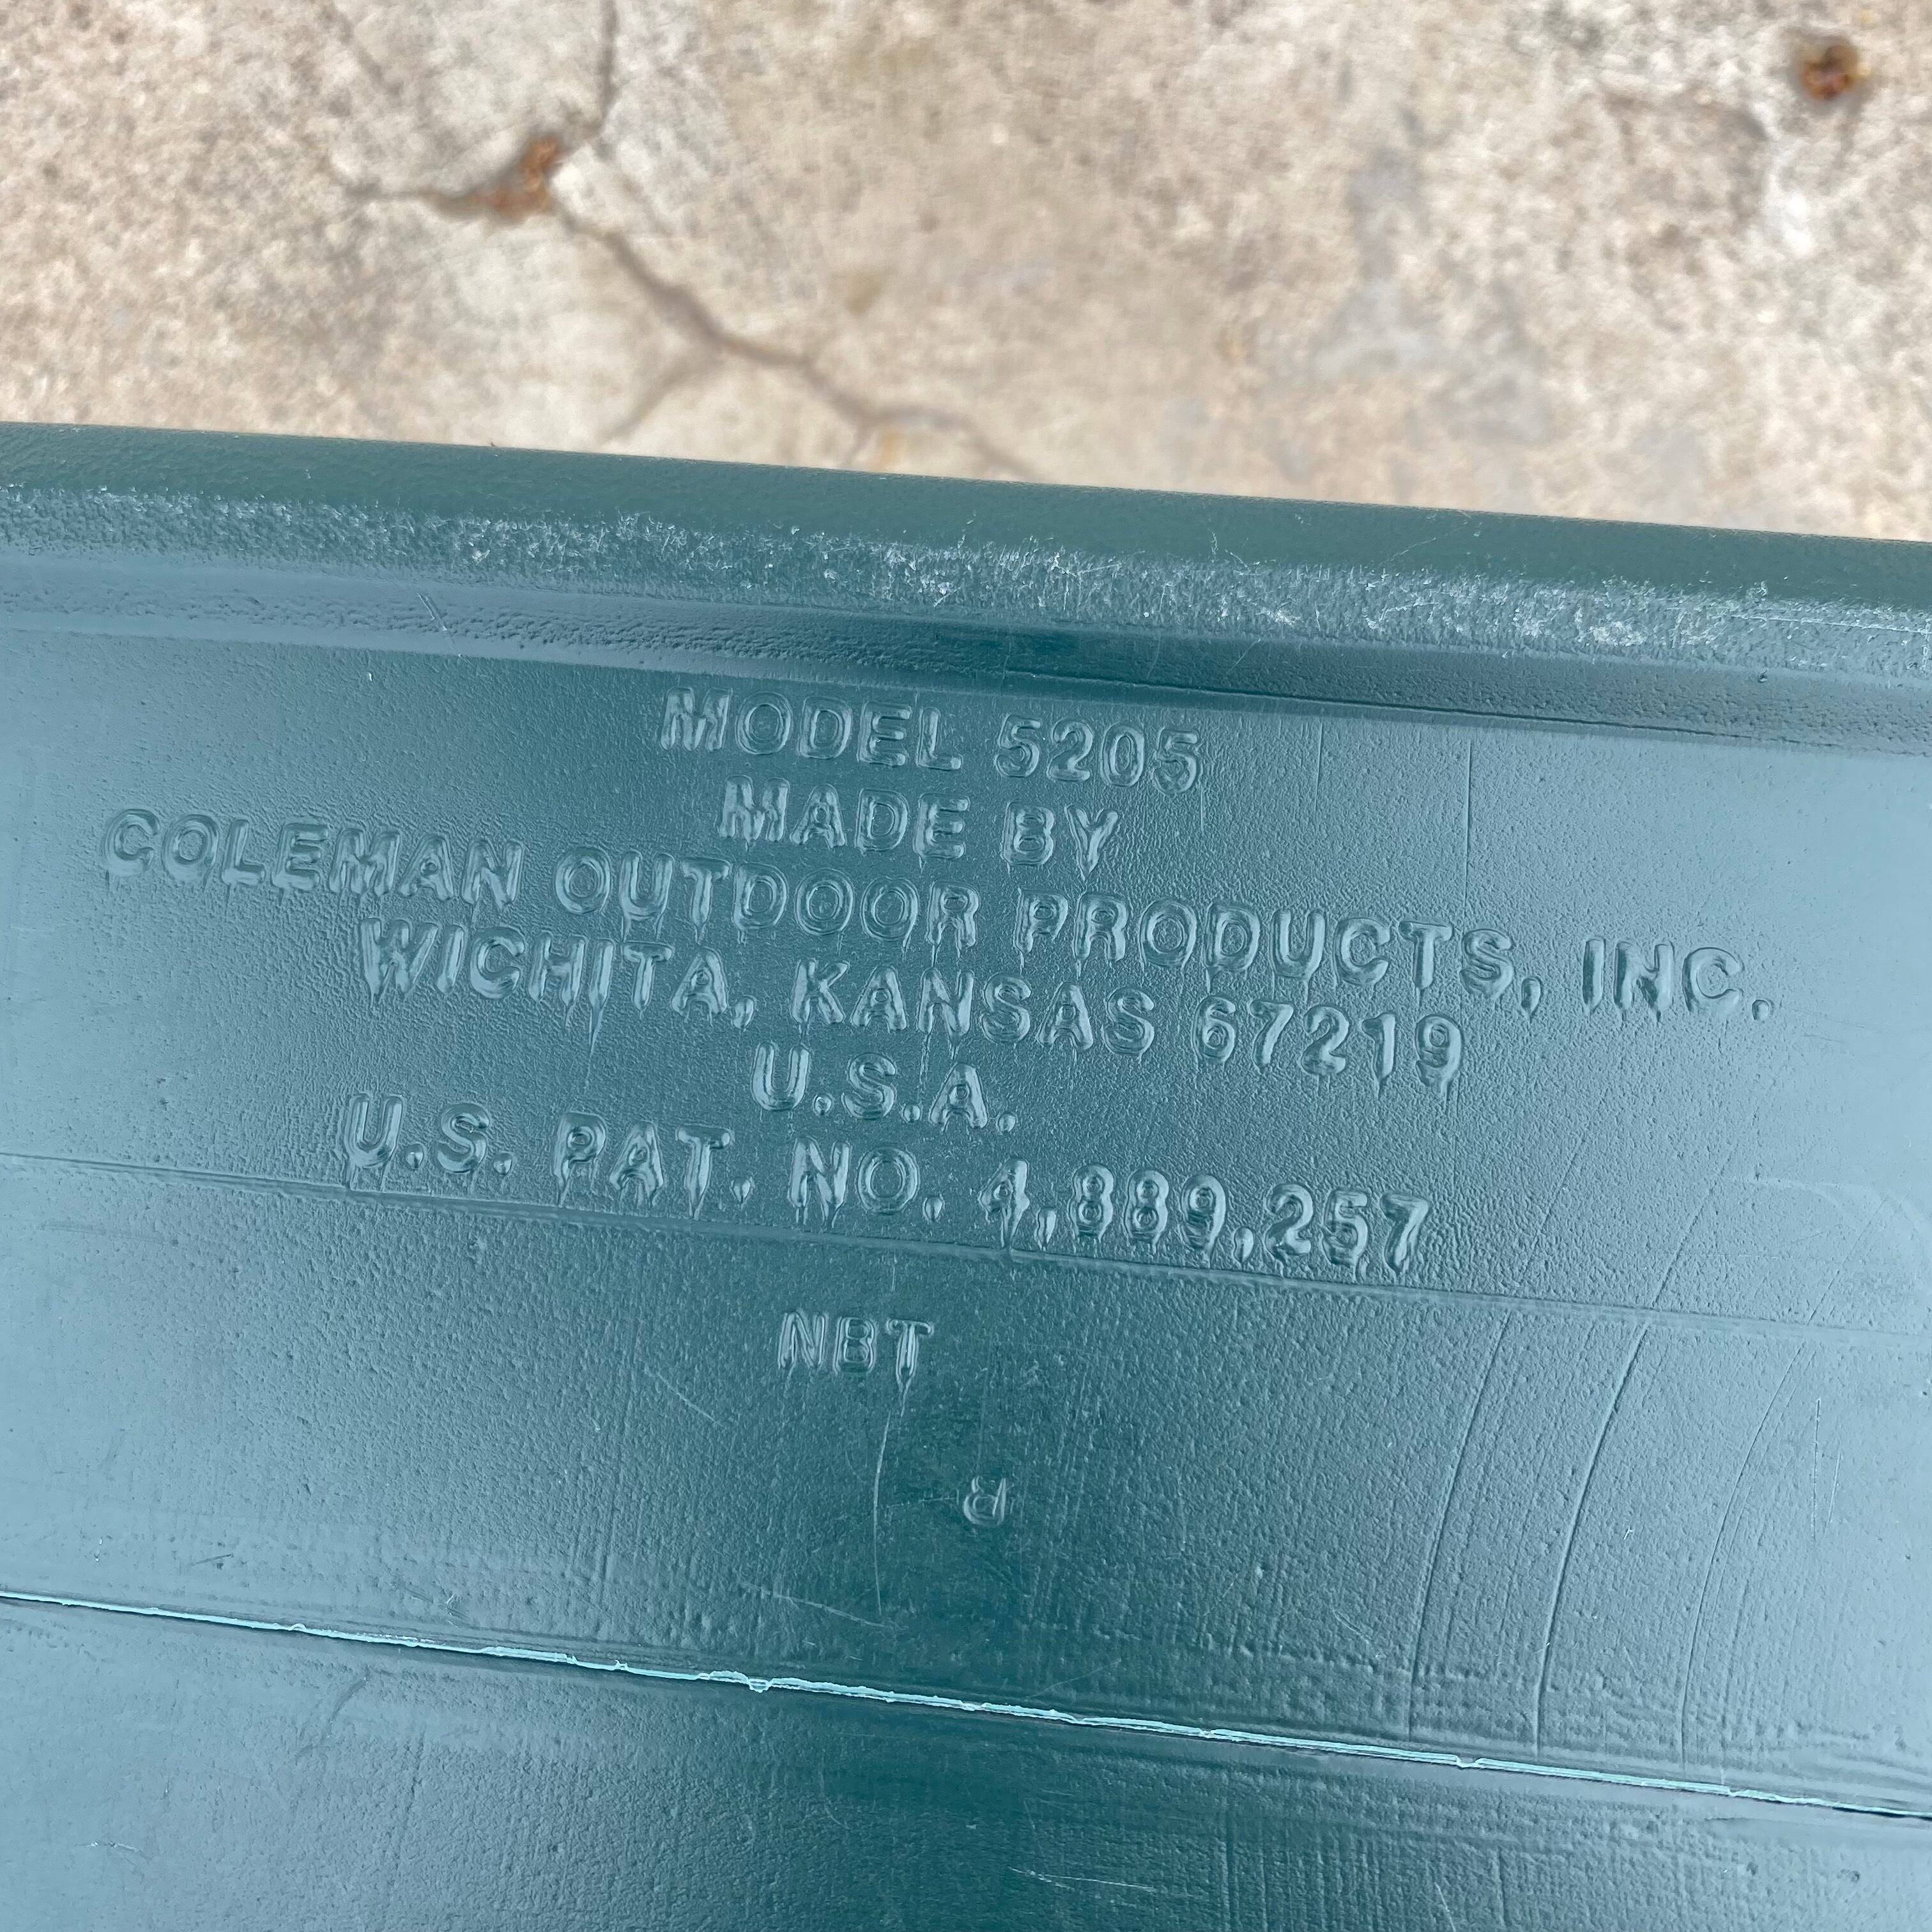 MODEL 5205
MADE BY
COLEMAN OUTDOOR PRODUCTS, INC.
WICHITA, KANSAS 67219
U.S.A.
U.S. PAT. NO. 4,889,257
NBT
R